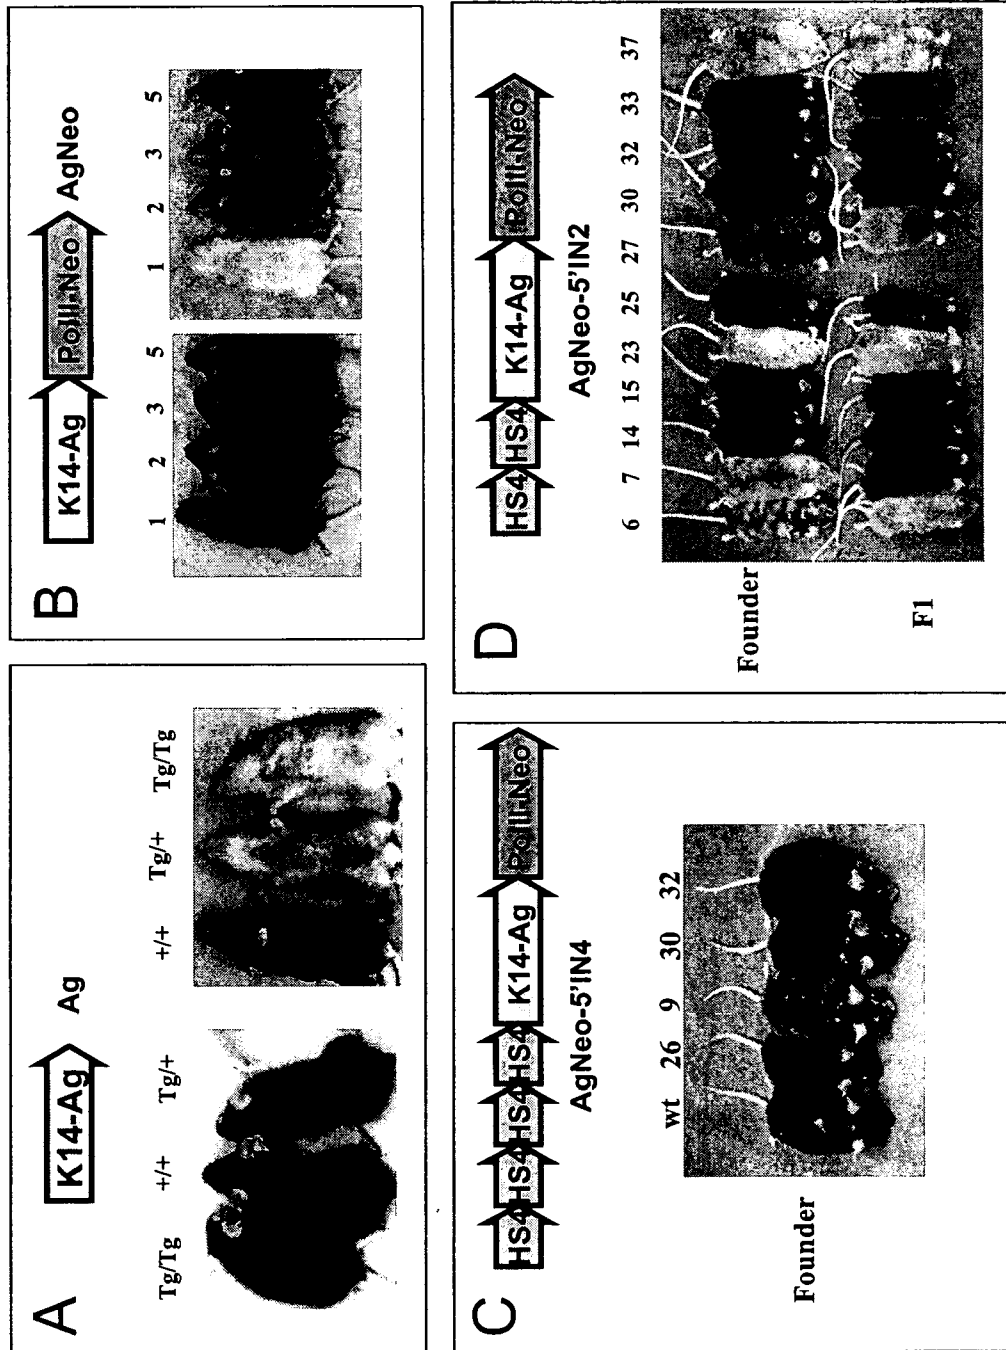 A
K14-Ag Ag
Tg/Tg +/+ Tg/+
+/+ Tg/+ Tg/Tg
B
K14-Ag PolII-Neo AgNeo
1 2 3 5
1 2 3 5
C
HS4 HS4 HS4 HS4 K14-Ag PolII-Neo
AgNeo-5'IN4
wt 26 9 30 32
Founder
D
HS4 HS4 K14-Ag PolII-Neo
AgNeo-5'IN2
6 7 14 15 23 25 27 30 32 33 37
Founder
F1